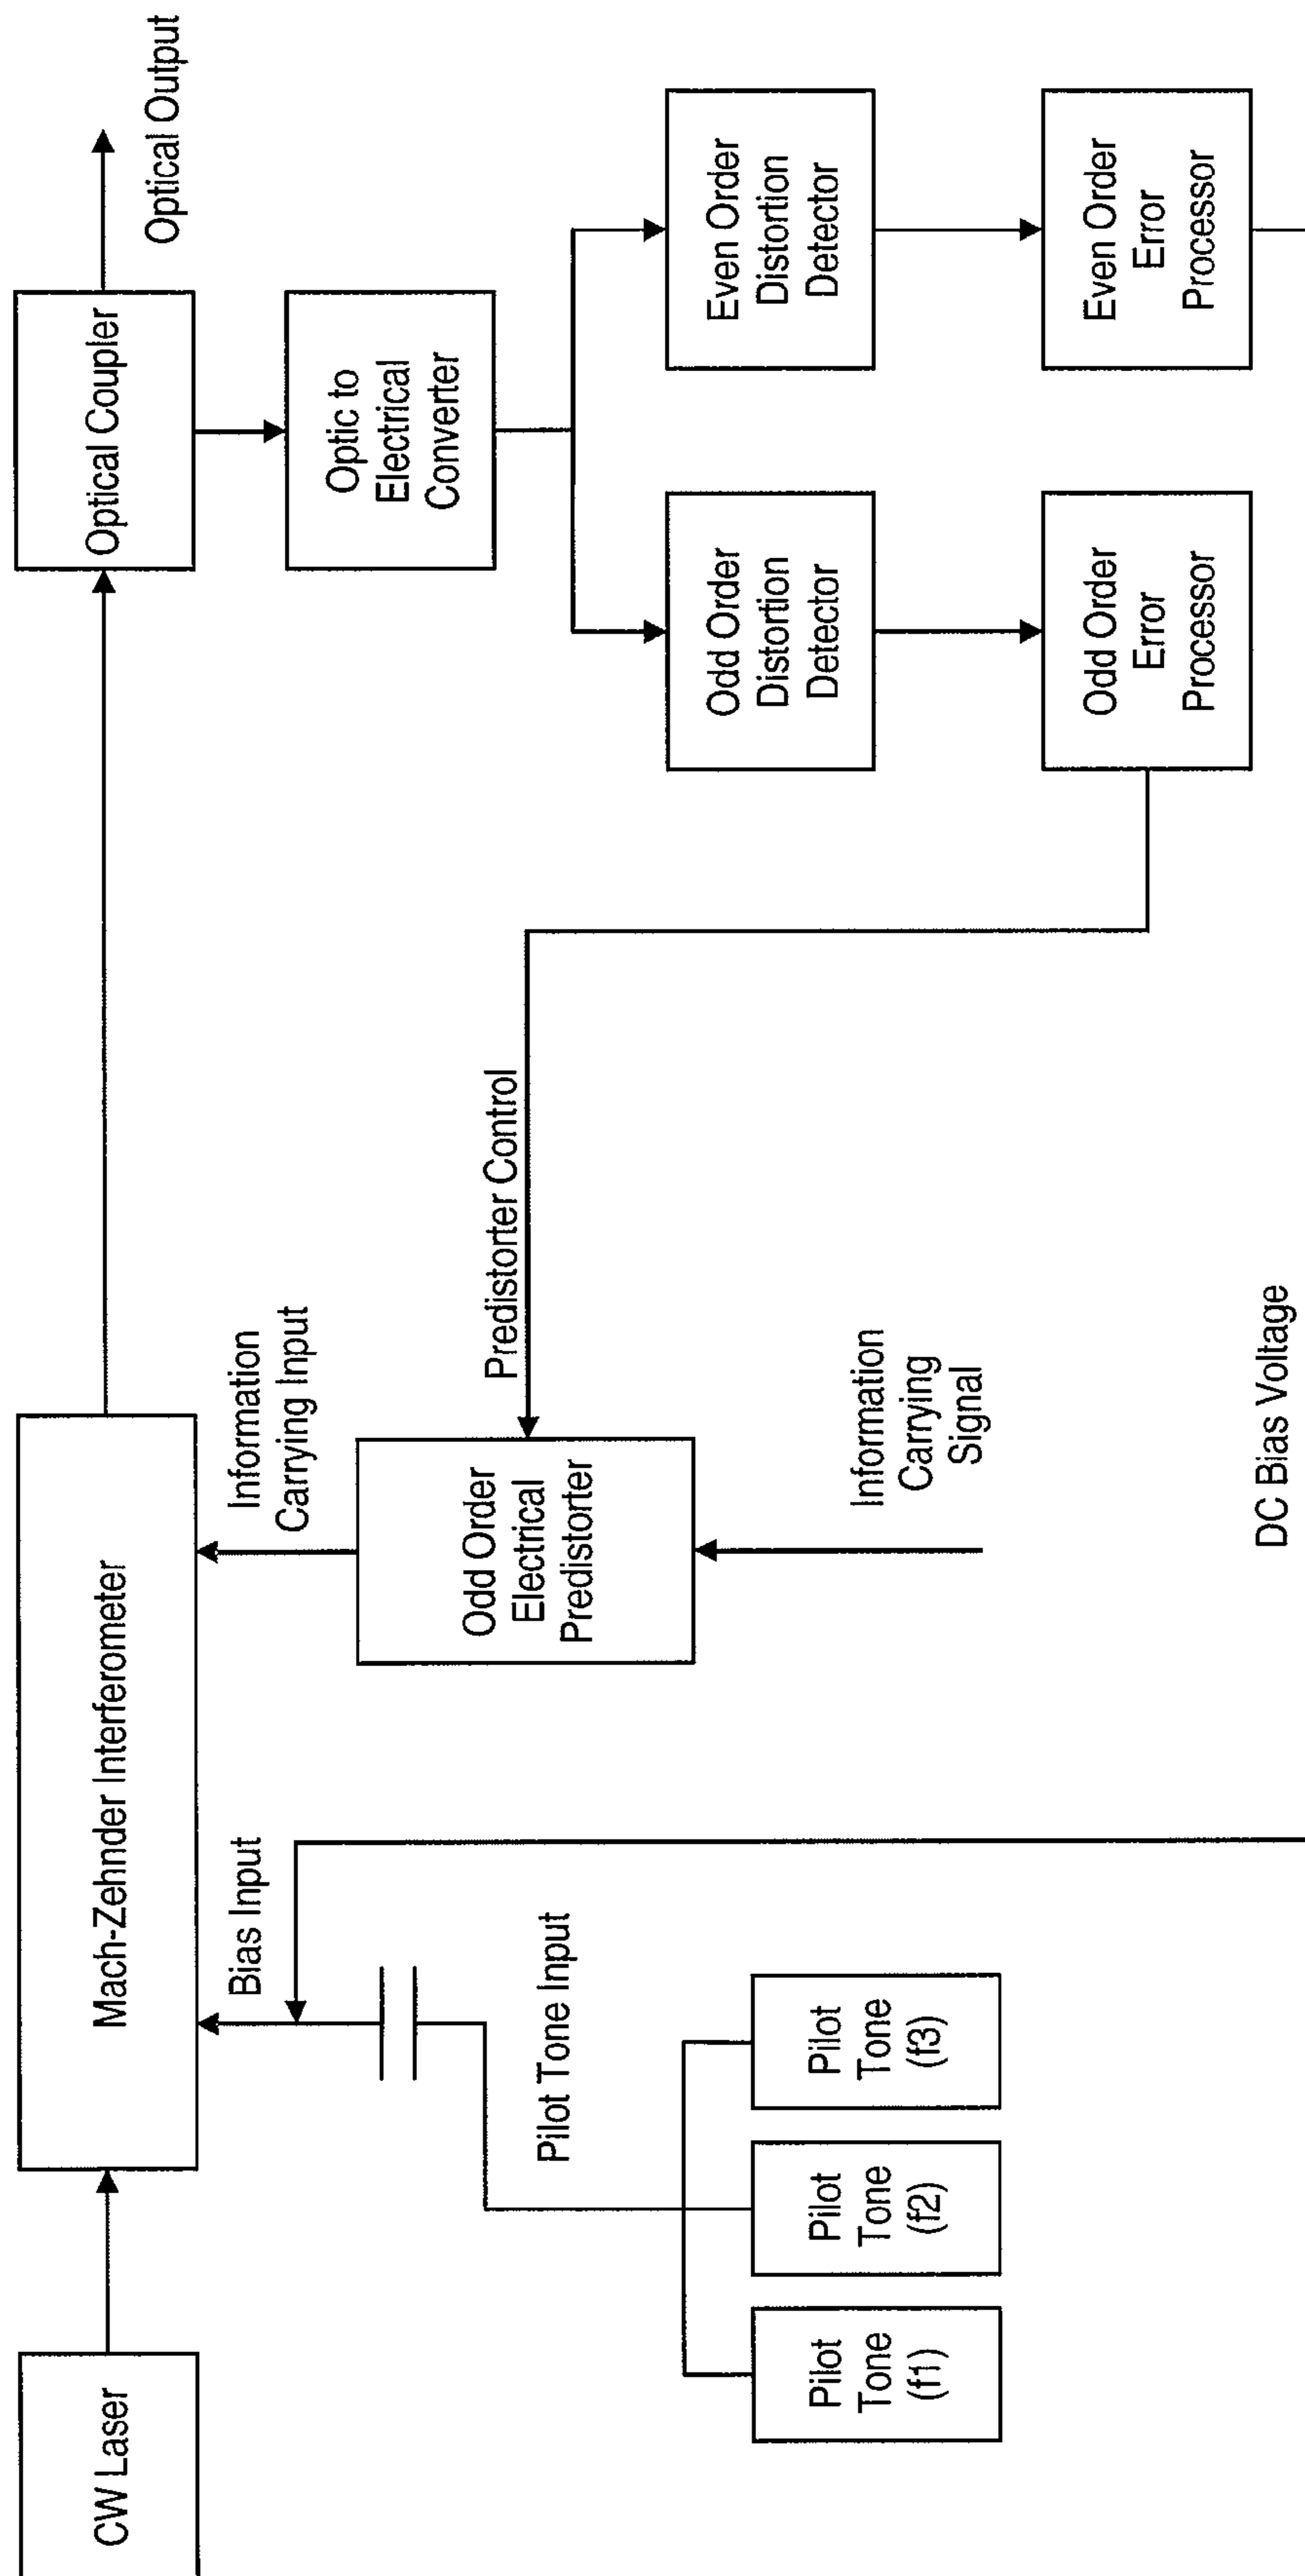 CW Laser
Mach-Zehnder Interferometer
Optical Coupler
Optical Output
Bias Input
Information
Carrying Input
Optic to
Electrical
Converter
Pilot Tone Input
Odd Order
Electrical
Predistorter
Predistorter Control
Odd Order
Distortion
Detector
Even Order
Distortion
Detector
Pilot
Tone
(f1)
Pilot
Tone
(f2)
Pilot
Tone
(f3)
Information
Carrying
Signal
Odd Order
Error
Processor
Even Order
Error
Processor
DC Bias Voltage